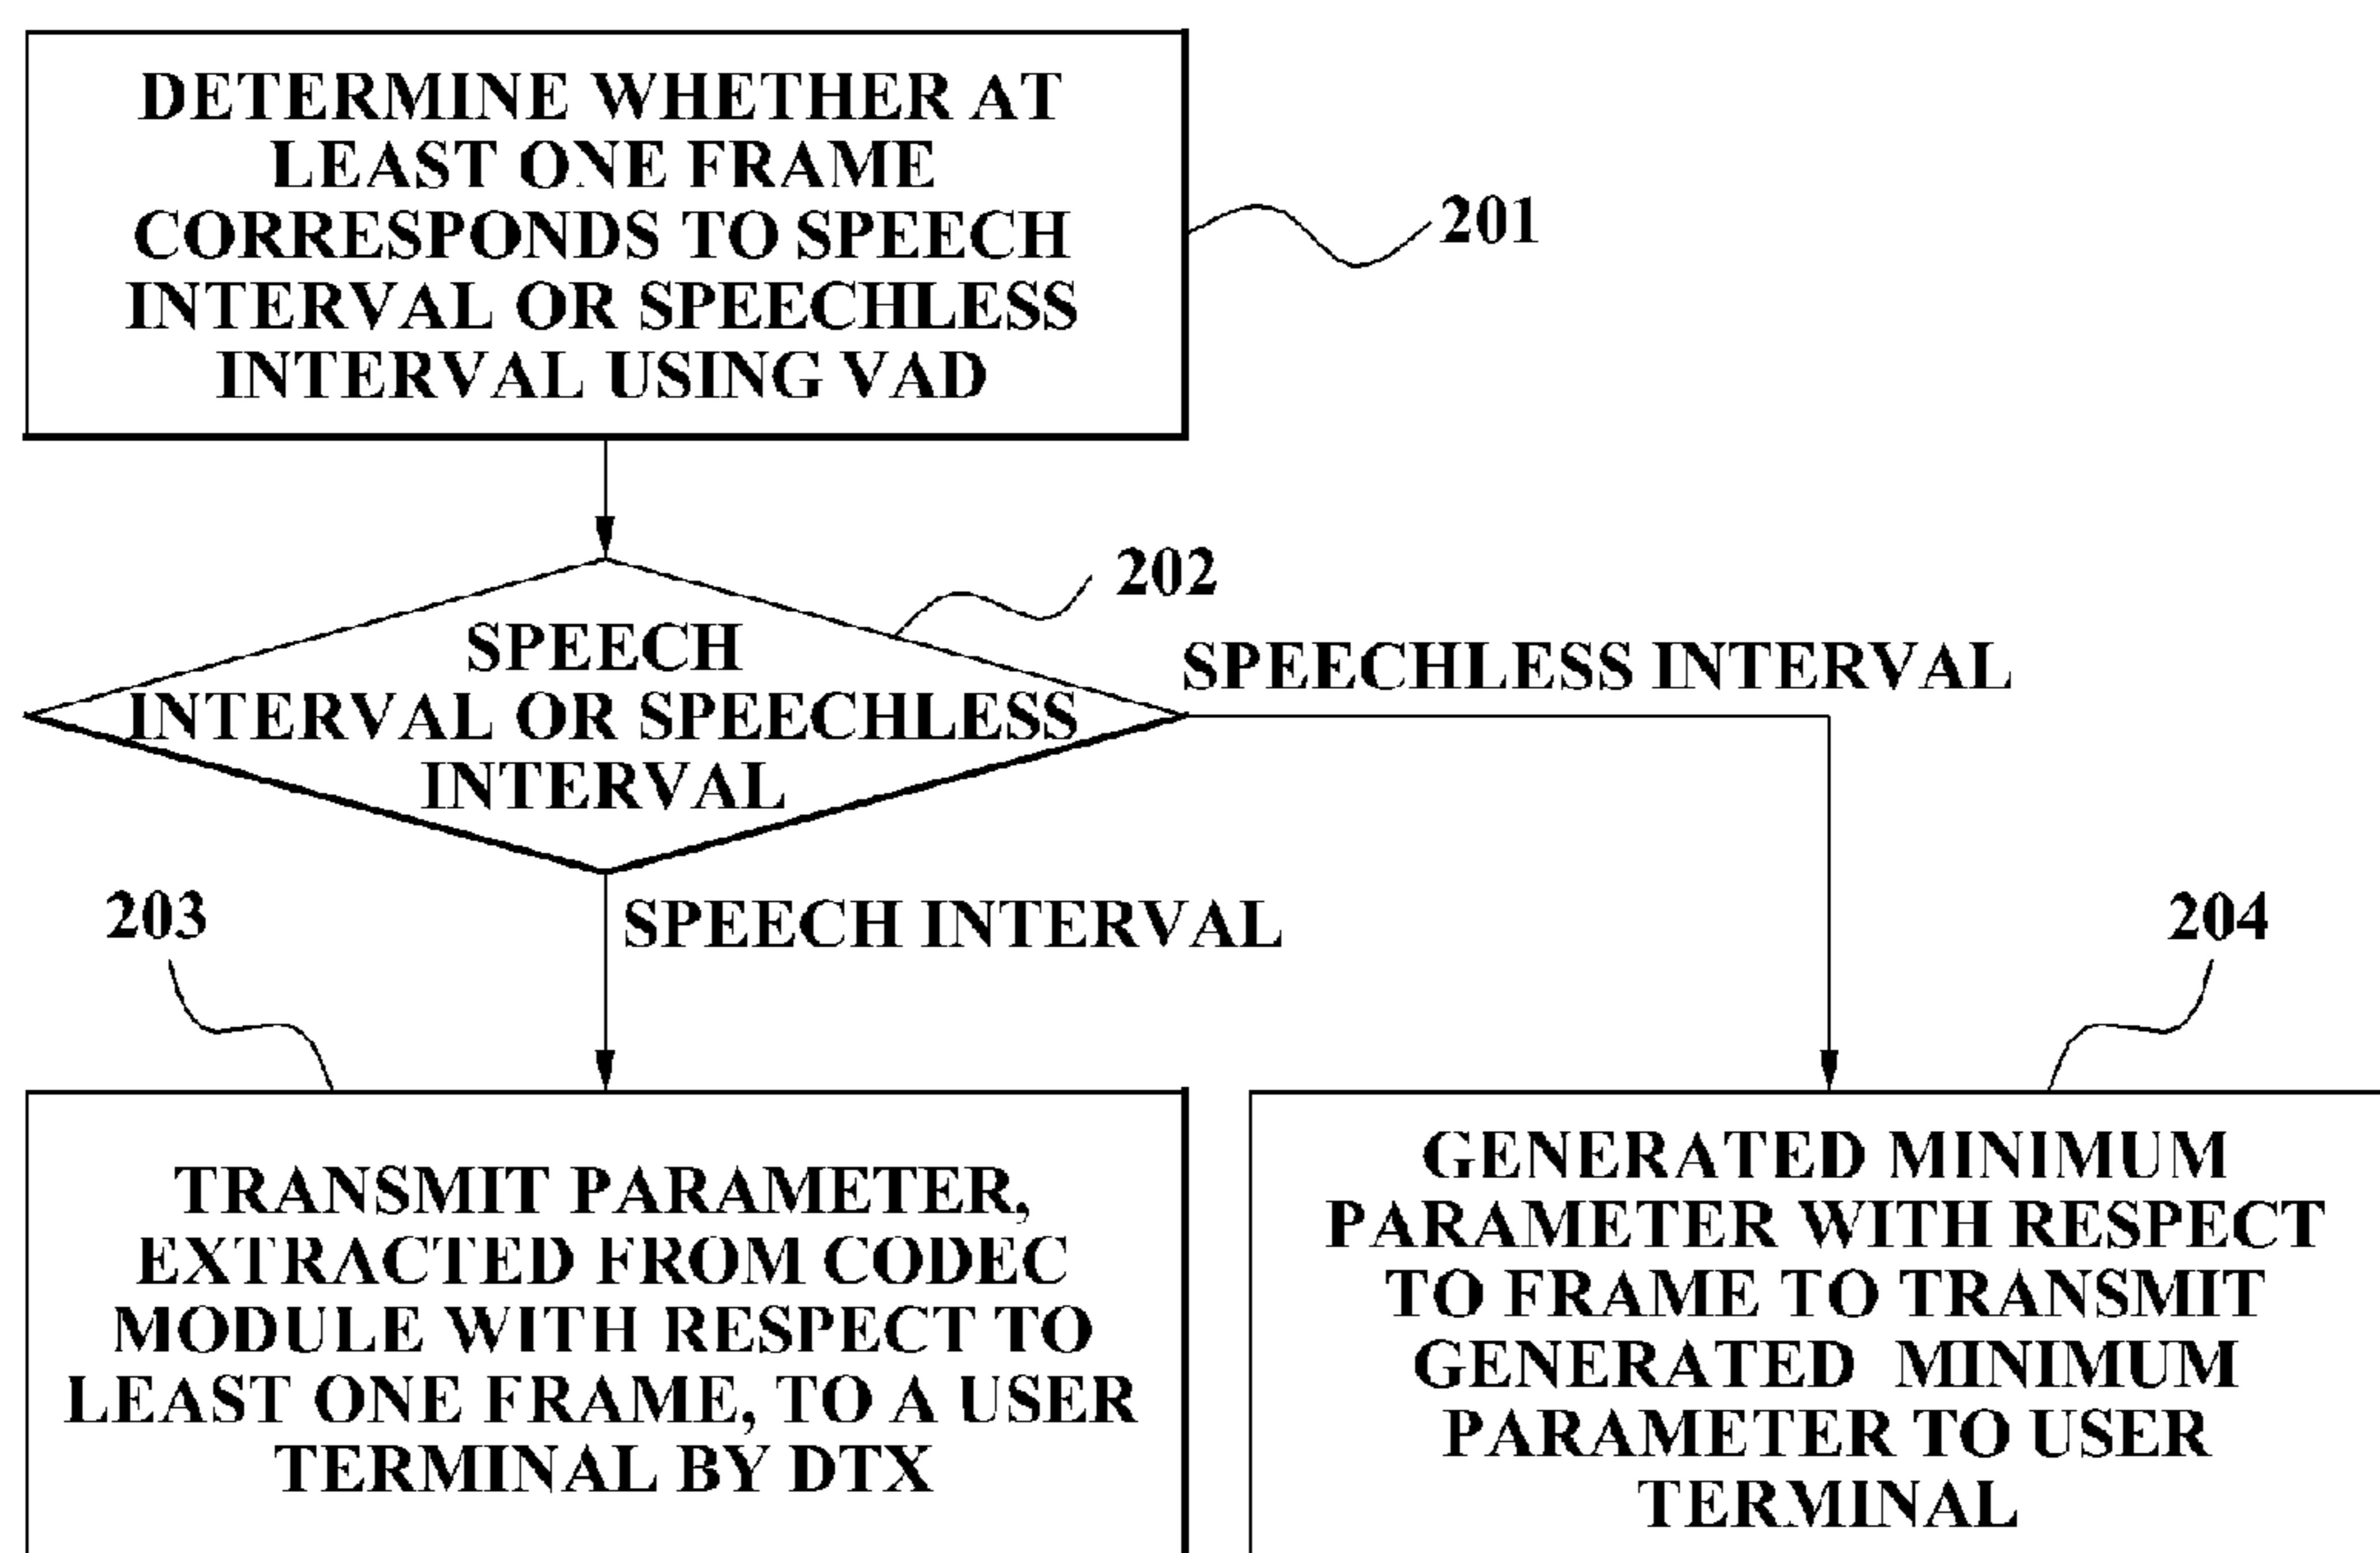 DETERMINE WHETHER AT
LEAST ONE FRAME
CORRESPONDS TO SPEECH
INTERVAL OR SPEECHLESS
INTERVAL USING VAD
201
202
SPEECH
INTERVAL OR SPEECHLESS
INTERVAL
SPEECHLESS INTERVAL
203
SPEECH INTERVAL
204
TRANSMIT PARAMETER,
EXTRACTED FROM CODEC
MODULE WITH RESPECT TO
LEAST ONE FRAME, TO A USER
TERMINAL BY DTX
GENERATED MINIMUM
PARAMETER WITH RESPECT
TO FRAME TO TRANSMIT
GENERATED MINIMUM
PARAMETER TO USER
TERMINAL